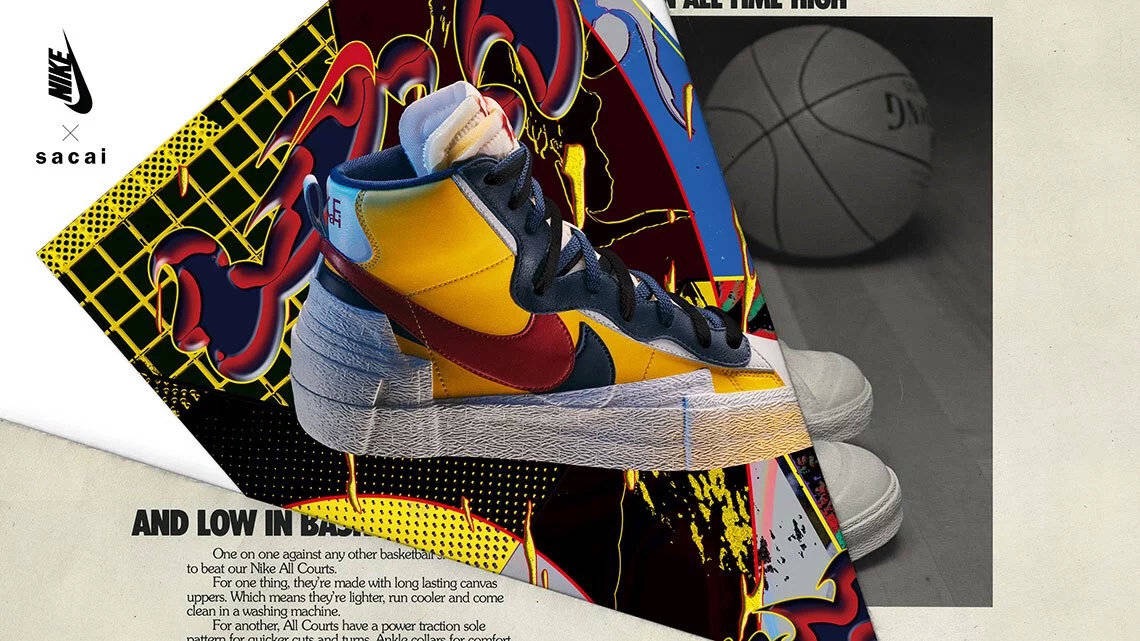 N ALL TIME HIGH
NIKE
×
sacai
AND LOW IN BAS
One on one against any other basketball s
to beat our Nike All Courts.
For one thing, they're made with long lasting canvas
uppers. Which means they're lighter, run cooler and come
clean in a washing machine.
For another, All Courts have a power traction sole
pattern for quicker cuts and turns. Ankle collars for comfort